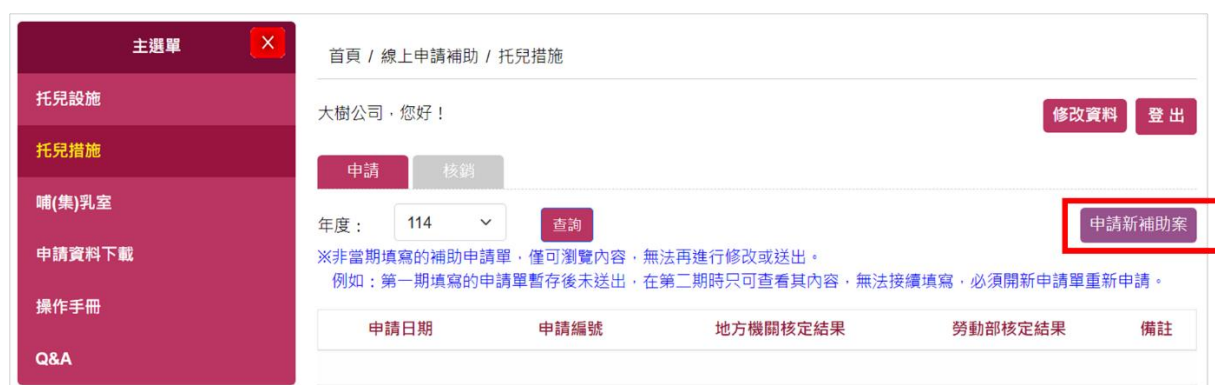 主選單
X
托兒設施
托兒措施
哺(集)乳室
申請資料下載
操作手冊
Q&A
首頁 / 線上申請補助 / 托兒措施
大樹公司，您好！
修改資料 登 出
申請 核銷
年度： 114 查詢 申請新補助案
※非當期填寫的補助申請單，僅可瀏覽內容，無法再進行修改或送出。
例如：第一期填寫的申請單暫存後未送出，在第二期時只可查看其內容，無法接續填寫，必須開新申請單重新申請。
申請日期 申請編號 地方機關核定結果 勞動部核定結果 備註